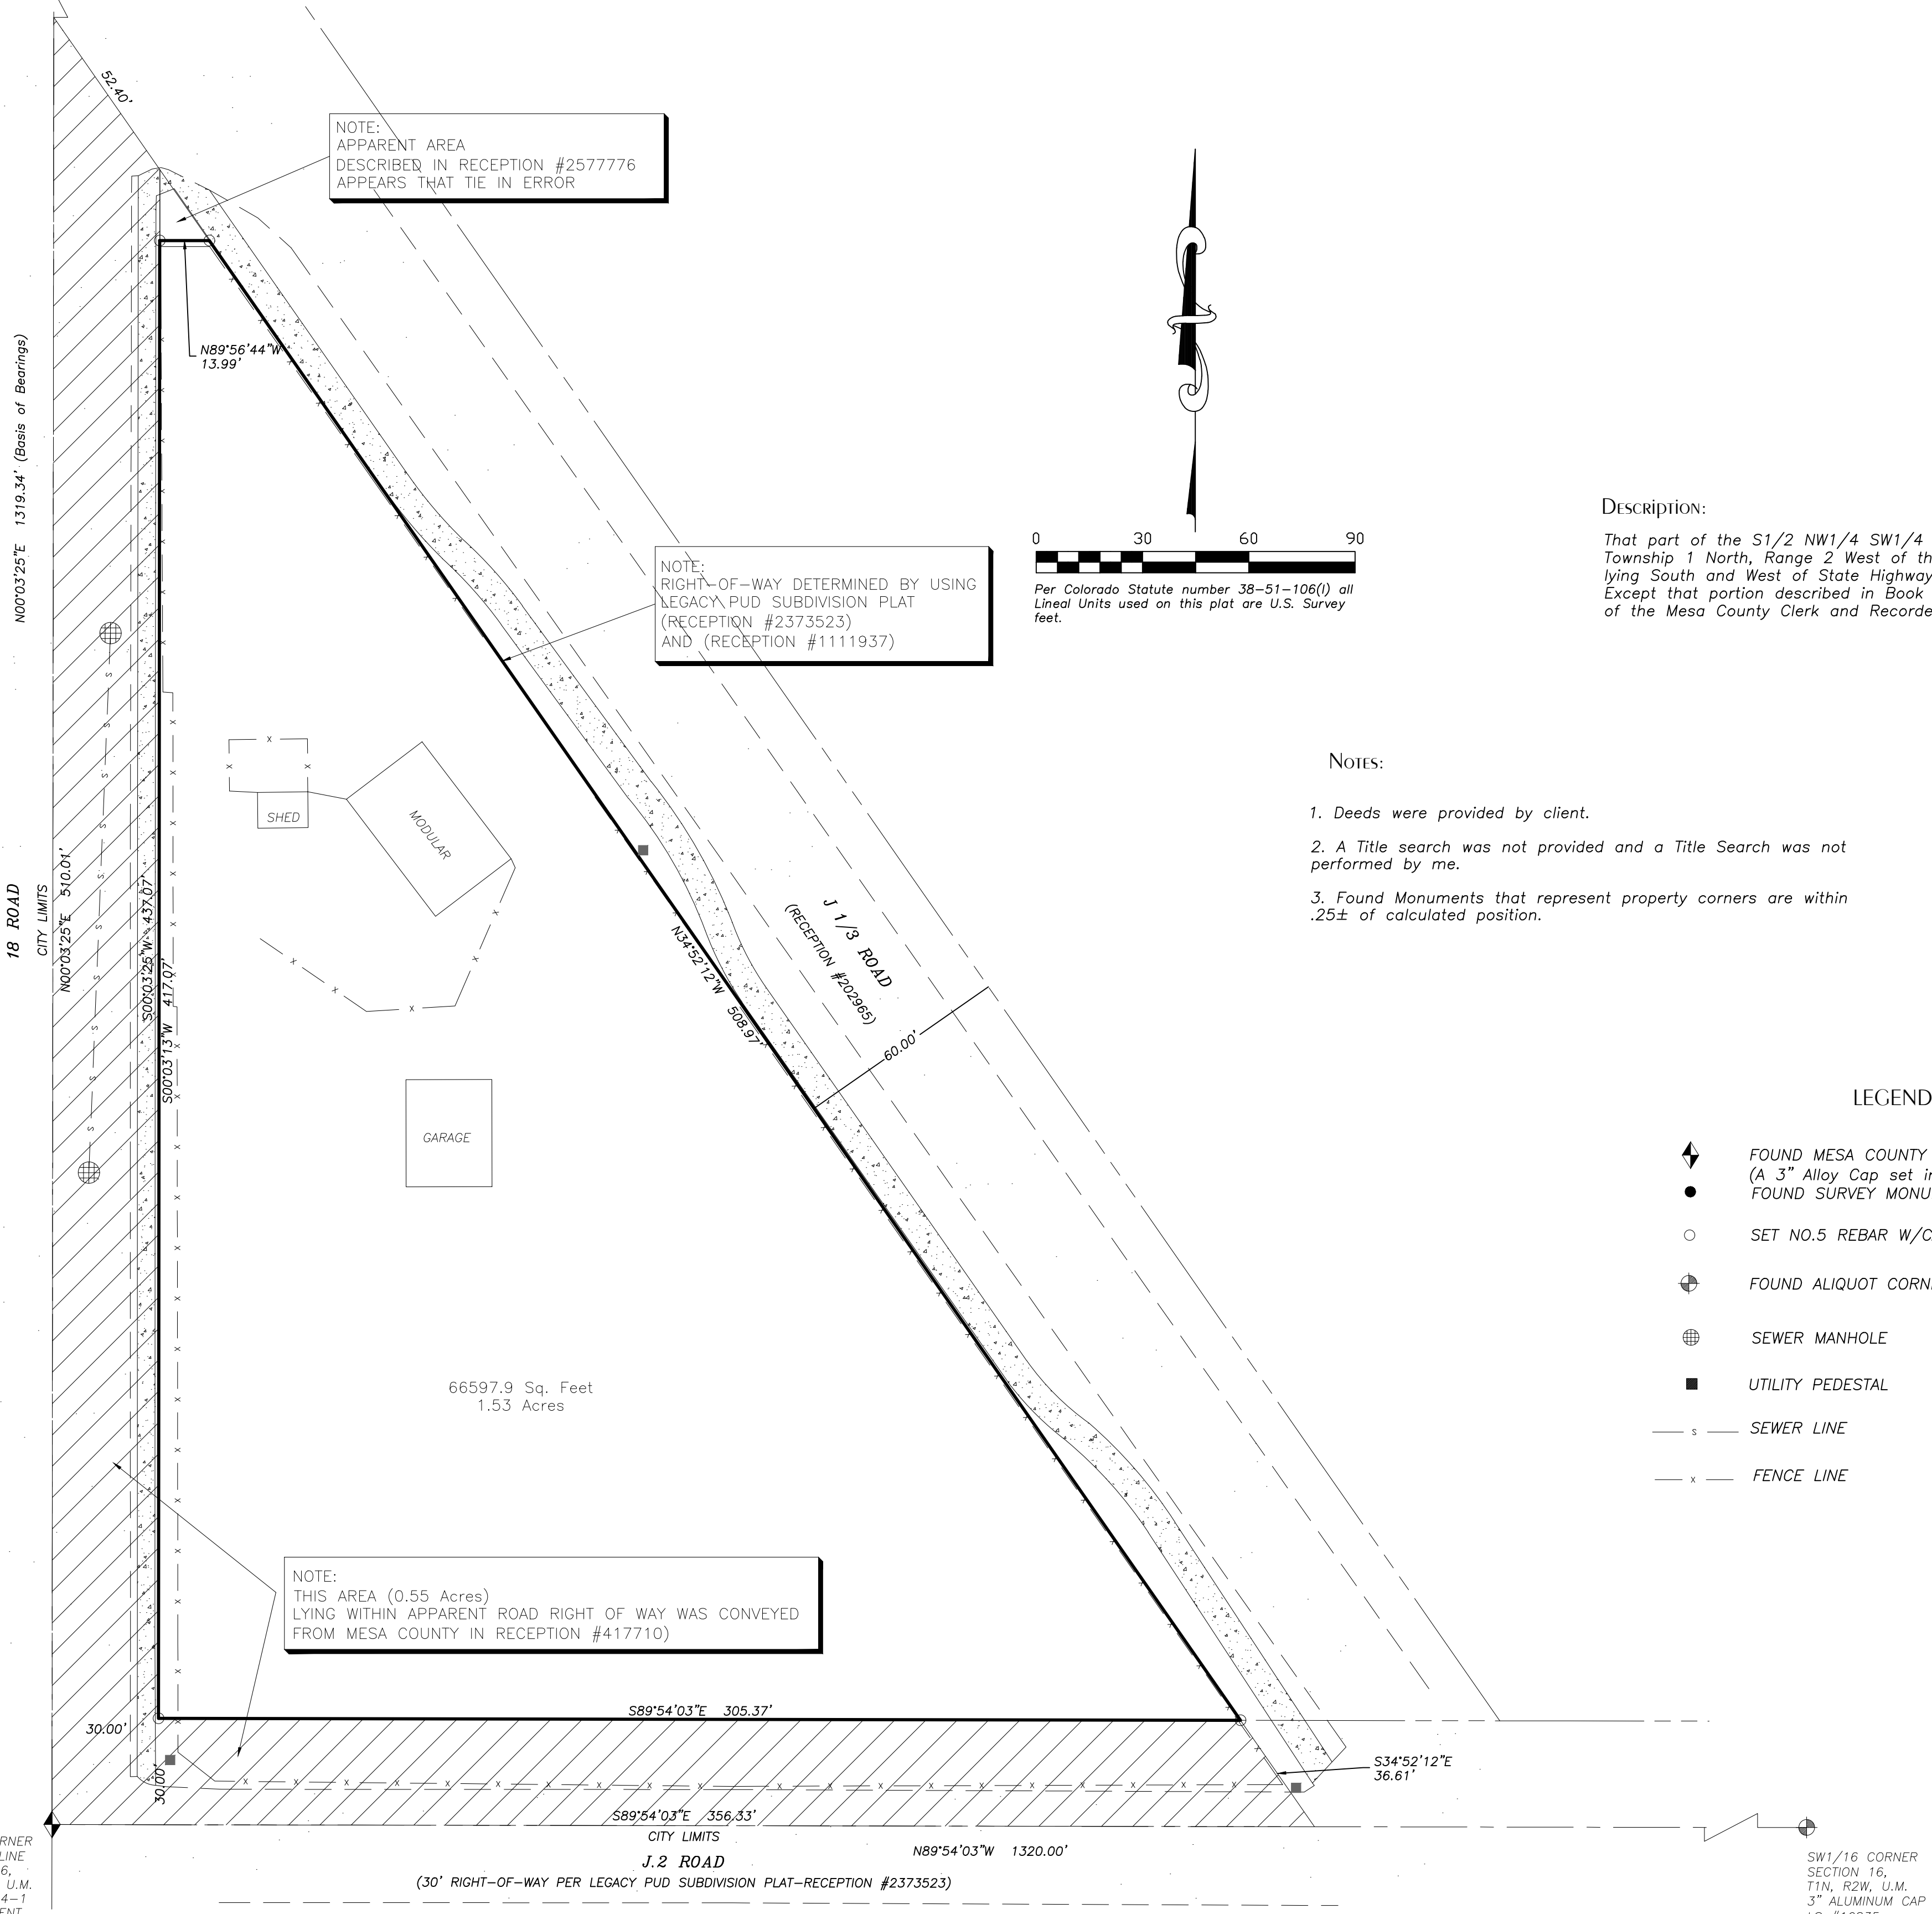 52.40'
NOTE:
APPARENT AREA
DESCRIBED IN RECEPTION #2577776
APPEARS THAT TIE IN ERROR
N89°56'44"W
13.99'
N00°03'25"E 1319.34' (Basis of Bearings)
0 30 60 90
Per Colorado Statute number 38-51-106(l) all
Lineal Units used on this plat are U.S. Survey
feet.
Description:
That part of the S1/2 NW1/4 SW1/4
Township 1 North, Range 2 West of th
lying South and West of State Highway
Except that portion described in Book
of the Mesa County Clerk and Recorde
NOTE:
RIGHT-OF-WAY DETERMINED BY USING
LEGACY PUD SUBDIVISION PLAT
(RECEPTION #2373523)
AND (RECEPTION #1111937)
Notes:
1. Deeds were provided by client.
2. A Title search was not provided and a Title Search was not
performed by me.
3. Found Monuments that represent property corners are within
.25± of calculated position.
SHED
MODULAR
18 ROAD
CITY LIMITS
N00°03'25"E 510.01'
S00°03'25"W 437.07'
S00°03'13"W 417.07'
N34°52'12"W 508.97'
J 1/3 ROAD
(RECEPTION #202965)
60.00'
GARAGE
LEGEND
FOUND MESA COUNTY
(A 3" Alloy Cap set in
FOUND SURVEY MONU
SET NO.5 REBAR W/C
FOUND ALIQUOT CORN
SEWER MANHOLE
UTILITY PEDESTAL
S SEWER LINE
X FENCE LINE
66597.9 Sq. Feet
1.53 Acres
NOTE:
THIS AREA (0.55 Acres)
LYING WITHIN APPARENT ROAD RIGHT OF WAY WAS CONVEYED
FROM MESA COUNTY IN RECEPTION #417710)
S89°54'03"E 305.37'
30.00'
30.00'
S34°52'12"E
36.61'
S89°54'03"E 356.33'
CITY LIMITS
N89°54'03"W 1320.00'
J.2 ROAD
(30' RIGHT-OF-WAY PER LEGACY PUD SUBDIVISION PLAT-RECEPTION #2373523)
RNER
LINE
6,
U.M.
4-1
ENT
SW1/16 CORNER
SECTION 16,
T1N, R2W, U.M.
3" ALUMINUM CAP